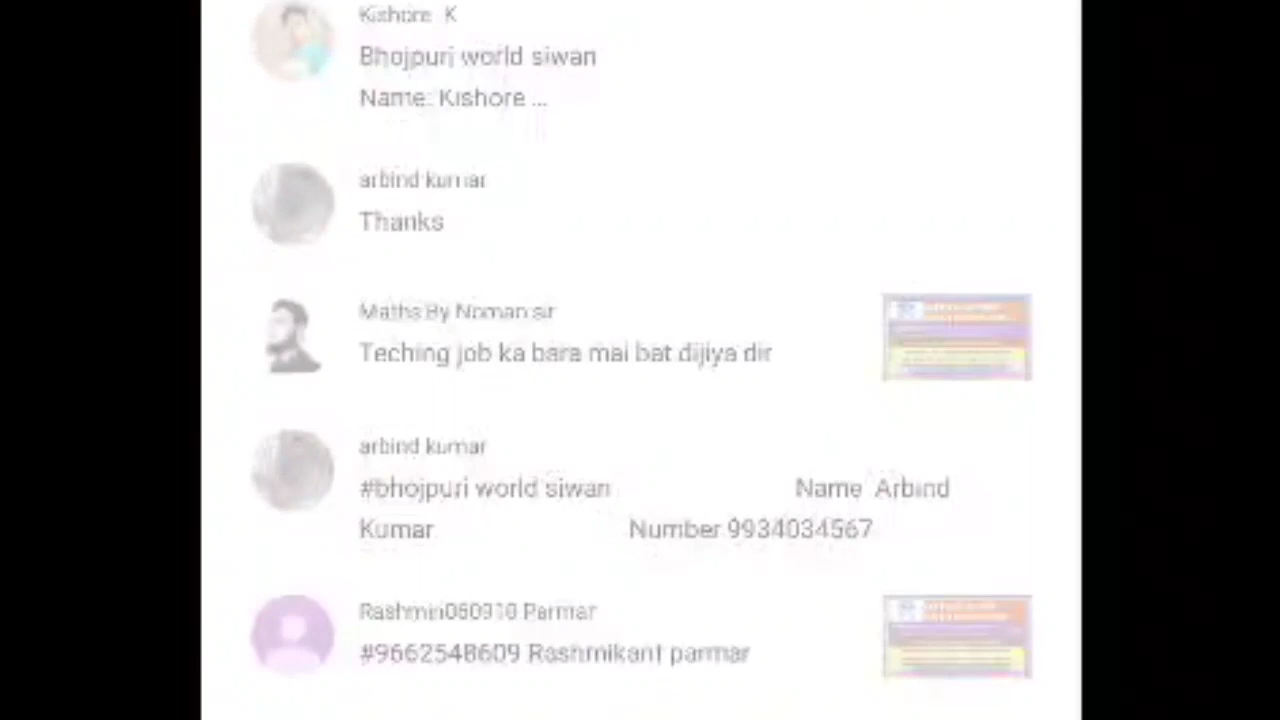 Kishore K
Bhojpuri world siwan
Name: Kishore ...
arbind kumar
Thanks
Maths By Noman sir
Teching job ka bara mai bat dijiya dir
arbind kumar
#bhojpuri world siwan Name Arbind
Kumar Number 9934034567
Rashmin060910 Parmar
#9662548609 Rashmikant parmar